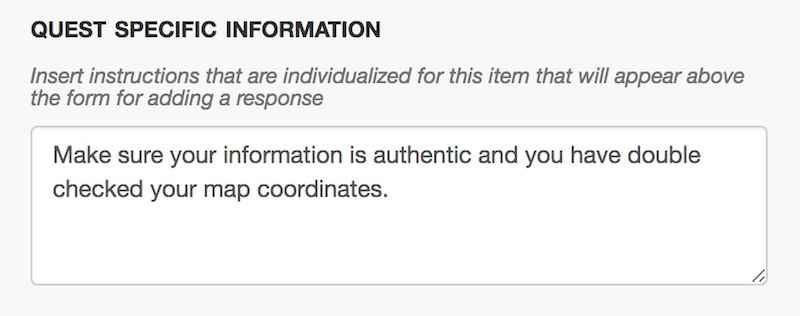 QUEST SPECIFIC INFORMATION
Insert instructions that are individualized for this item that will appear above
the form for adding a response
Make sure your information is authentic and you have double
checked your map coordinates.